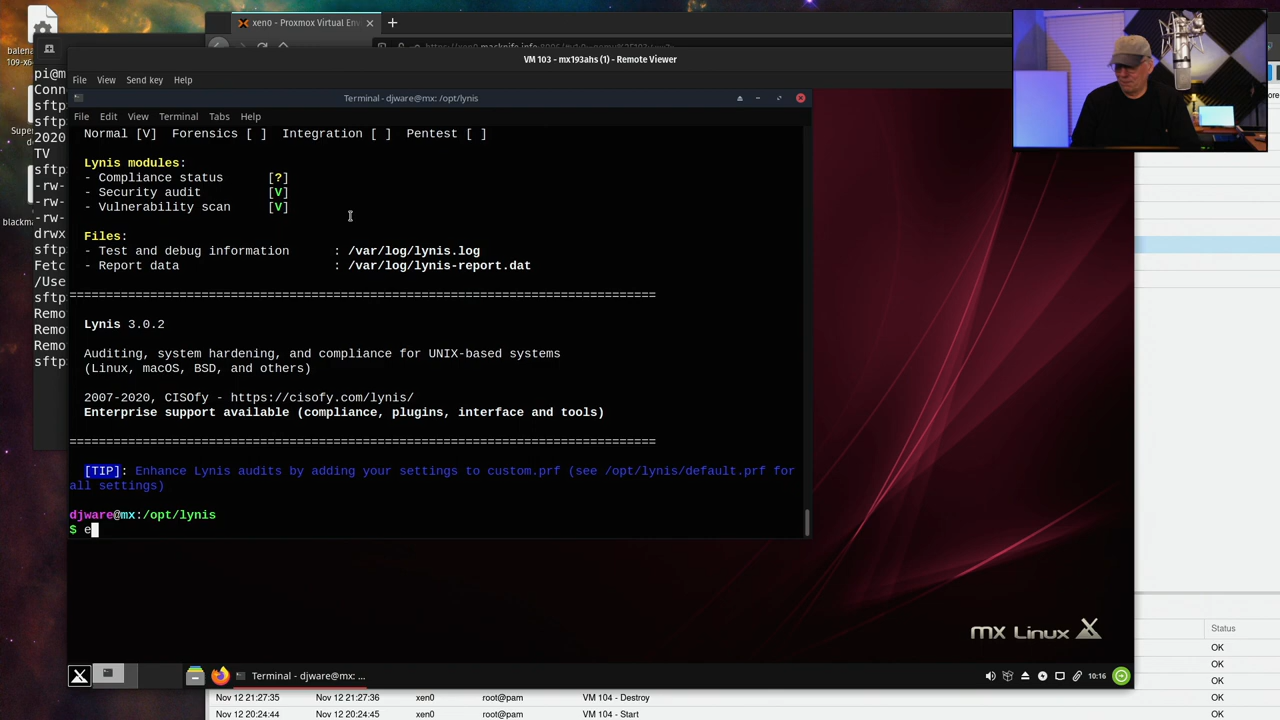 balena
109-x6
Super
blackma
xen0 - Proxmox Virtual Env
VM 103 - mx193ahs (1) - Remote Viewer
File View Send key Help
pi@m
Conn
sftp
sftp
2020
TV
sftp
-rw-
-rw-
-rw-
drwx
sftp
Fetc
/Use
sftp
Remo
Remo
Remo
sftp
Terminal - djware@mx: /opt/lynis
File Edit View Terminal Tabs Help
Normal [V] Forensics [ ] Integration [ ] Pentest [ ]
Lynis modules:
- Compliance status [?]
- Security audit [V]
- Vulnerability scan [V]
Files:
- Test and debug information : /var/log/lynis.log
- Report data : /var/log/lynis-report.dat
================================================================================
Lynis 3.0.2
Auditing, system hardening, and compliance for UNIX-based systems
(Linux, macOS, BSD, and others)
2007-2020, CISOfy - https://cisofy.com/lynis/
Enterprise support available (compliance, plugins, interface and tools)
================================================================================
[TIP]: Enhance Lynis audits by adding your settings to custom.prf (see /opt/lynis/default.prf for
all settings)
djware@mx:/opt/lynis
$ e
MX Linux
Terminal - djware@mx: ...
10:16
Status
OK
OK
OK
OK
OK
Nov 12 21:27:35 Nov 12 21:27:36 xen0 root@pam VM 104 - Destroy
Nov 12 20:24:44 Nov 12 20:24:45 xen0 root@pam VM 104 - Start